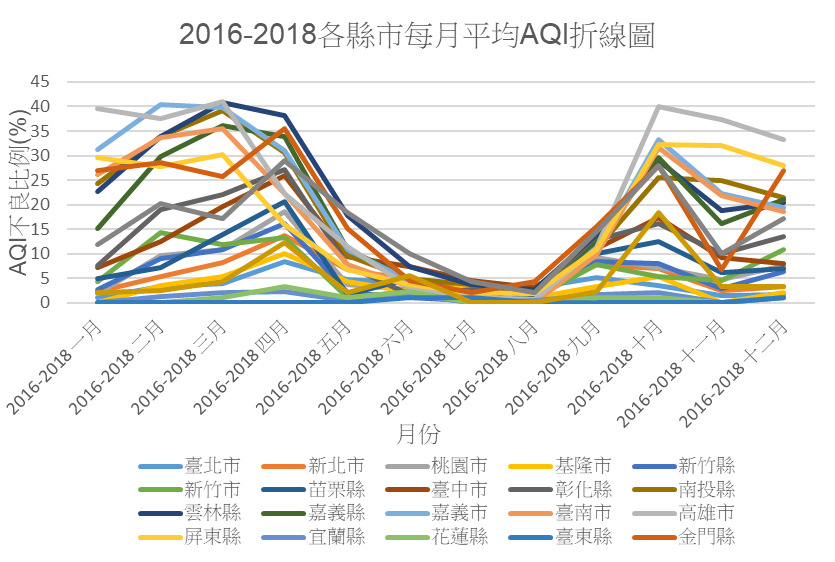 2016-2018各縣市每月平均AQI折線圖
AQI不良比例(%)
45
40
35
30
25
20
15
10
5
0
2016-2018 一月
2016-2018 二月
2016-2018 三月
2016-2018 四月
2016-2018 五月
2016-2018 六月
2016-2018 七月
2016-2018 八月
2016-2018 九月
2016-2018 十月
2016-2018 十一月
2016-2018 十二月
月份
臺北市 新北市 桃園市 基隆市 新竹縣
新竹市 苗栗縣 臺中市 彰化縣 南投縣
雲林縣 嘉義縣 嘉義市 臺南市 高雄市
屏東縣 宜蘭縣 花蓮縣 臺東縣 金門縣